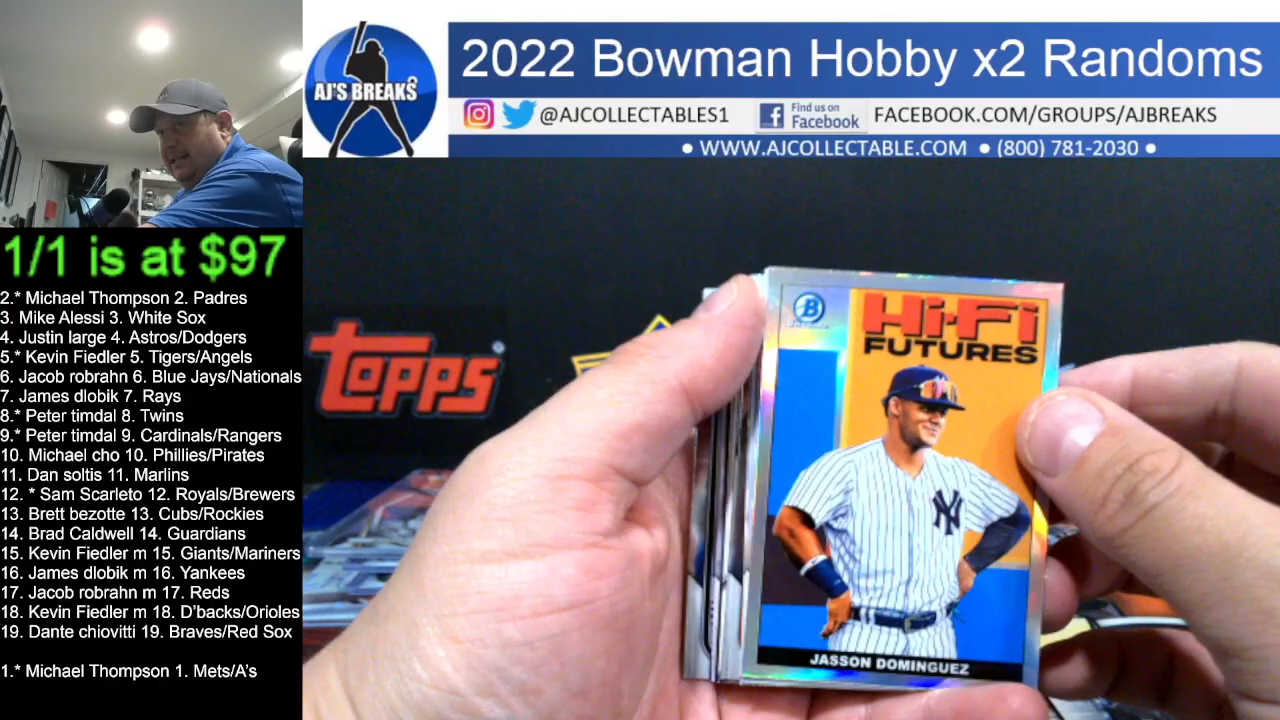 AJ'S BREAKS
2022 Bowman Hobby x2 Randoms
@AJCOLLECTABLES1
Find us on
Facebook
FACEBOOK.COM/GROUPS/AJBREAKS
• WWW.AJCOLLECTABLE.COM • (800) 781-2030 •
1/1 is at $97
2.* Michael Thompson 2. Padres
3. Mike Alessi 3. White Sox
4. Justin large 4. Astros/Dodgers
5.* Kevin Fiedler 5. Tigers/Angels
6. Jacob robrahn 6. Blue Jays/Nationals
7. James dlobik 7. Rays
8.* Peter timdal 8. Twins
9.* Peter timdal 9. Cardinals/Rangers
10. Michael cho 10. Phillies/Pirates
11. Dan soltis 11. Marlins
12. * Sam Scarleto 12. Royals/Brewers
13. Brett bezotte 13. Cubs/Rockies
14. Brad Caldwell 14. Guardians
15. Kevin Fiedler m 15. Giants/Mariners
16. James dlobik m 16. Yankees
17. Jacob robrahn m 17. Reds
18. Kevin Fiedler m 18. D'backs/Orioles
19. Dante chiovitti 19. Braves/Red Sox
1.* Michael Thompson 1. Mets/A's
topps
B
Hi-Fi
FUTURES
NY
JASSON DOMINGUEZ